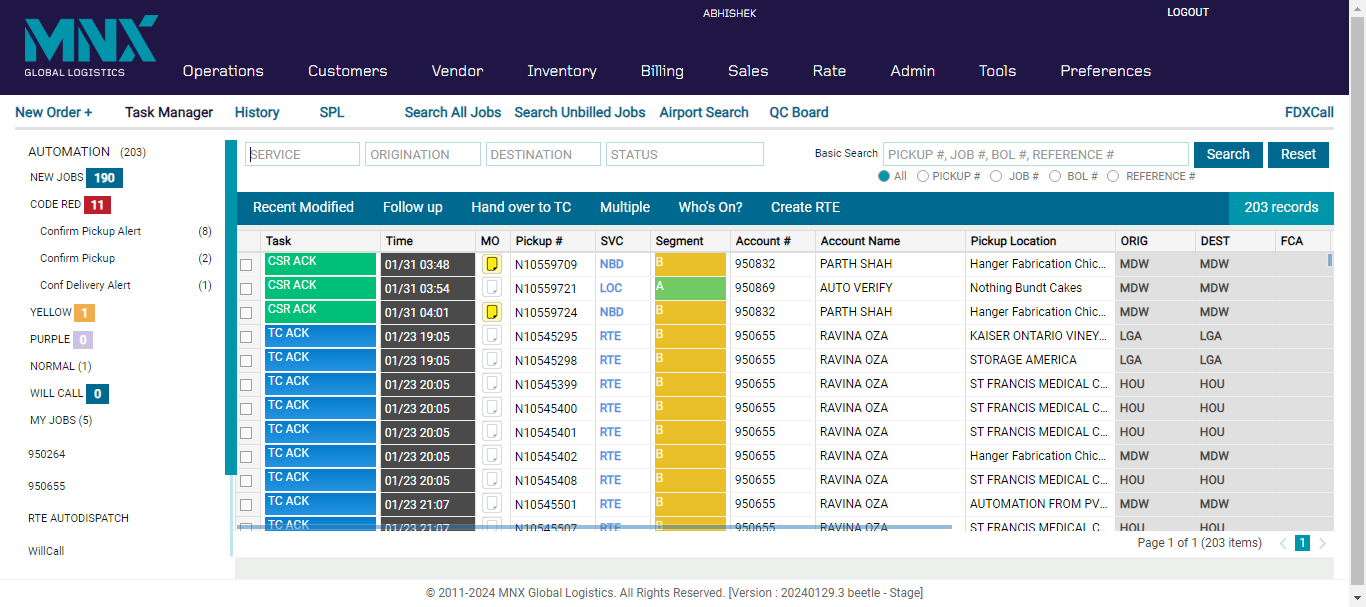 MNX
GLOBAL LOGISTICS
ABHISHEK
LOGOUT
Operations Customers Vendor Inventory Billing Sales Rate Admin Tools Preferences
New Order + Task Manager History SPL Search All Jobs Search Unbilled Jobs Airport Search QC Board FDXCall
AUTOMATION (203)
NEW JOBS 190
CODE RED 11
Confirm Pickup Alert (8)
Confirm Pickup (2)
Conf Delivery Alert (1)
YELLOW 1
PURPLE 0
NORMAL (1)
WILL CALL 0
MY JOBS (5)
950264
950655
RTE AUTODISPATCH
WillCall
SERVICE ORIGINATION DESTINATION STATUS Basic Search PICKUP #, JOB #, BOL #, REFERENCE # Search Reset
All PICKUP # JOB # BOL # REFERENCE #
Recent Modified Follow up Hand over to TC Multiple Who's On? Create RTE 203 records
Task Time MO Pickup # SVC Segment Account # Account Name Pickup Location ORIG DEST FCA
CSR ACK 01/31 03:48 N10559709 NBD B 950832 PARTH SHAH Hanger Fabrication Chic... MDW MDW
CSR ACK 01/31 03:54 N10559721 LOC A 950869 AUTO VERIFY Nothing Bundt Cakes MDW MDW
CSR ACK 01/31 04:01 N10559724 NBD B 950832 PARTH SHAH Hanger Fabrication Chic... MDW MDW
TC ACK 01/23 19:05 N10545295 RTE B 950655 RAVINA OZA KAISER ONTARIO VINEY... LGA LGA
TC ACK 01/23 19:05 N10545298 RTE B 950655 RAVINA OZA STORAGE AMERICA LGA LGA
TC ACK 01/23 20:05 N10545399 RTE B 950655 RAVINA OZA ST FRANCIS MEDICAL C... HOU HOU
TC ACK 01/23 20:05 N10545400 RTE B 950655 RAVINA OZA ST FRANCIS MEDICAL C... HOU HOU
TC ACK 01/23 20:05 N10545401 RTE B 950655 RAVINA OZA ST FRANCIS MEDICAL C... HOU HOU
TC ACK 01/23 20:05 N10545402 RTE B 950655 RAVINA OZA Hanger Fabrication Chic... MDW MDW
TC ACK 01/23 20:05 N10545408 RTE B 950655 RAVINA OZA ST FRANCIS MEDICAL C... HOU HOU
TC ACK 01/23 21:07 N10545501 RTE B 950655 RAVINA OZA AUTOMATION FROM PV... MDW MDW
TC ACK 01/23 21:07 N10545507 RTE B 950655 RAVINA OZA ST FRANCIS MEDICAL C... HOU HOU
Page 1 of 1 (203 items) 1
© 2011-2024 MNX Global Logistics. All Rights Reserved. [Version : 20240129.3 beetle - Stage]